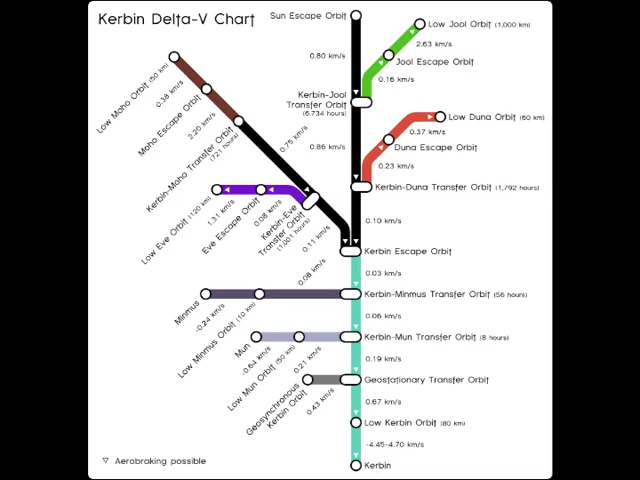 Kerbin Delta-V Chart
Sun Escape Orbit
Low Jool Orbit (1,000 km)
2.63 km/s
0.80 km/s
Jool Escape Orbit
0.16 km/s
Kerbin-Jool
Transfer Orbit
(6,734 hours)
Low Moho Orbit (50 km)
0.38 km/s
Moho Escape Orbit
2.20 km/s
Kerbin-Moho Transfer Orbit
(721 hours)
0.75 km/s
0.86 km/s
Low Duna Orbit (60 km)
0.37 km/s
Duna Escape Orbit
0.23 km/s
Kerbin-Duna Transfer Orbit (1,792 hours)
Low Eve Orbit (120 km)
1.31 km/s
Eve Escape Orbit
0.08 km/s
Kerbin-Eve
Transfer Orbit
(1,001 hours)
0.11 km/s
0.10 km/s
Kerbin Escape Orbit
0.03 km/s
0.08 km/s
Minmus
~0.24 km/s
Low Minmus Orbit (10 km)
Kerbin-Minmus Transfer Orbit (56 hours)
0.06 km/s
Mun
~0.64 km/s
Low Mun Orbit (50 km)
0.21 km/s
Kerbin-Mun Transfer Orbit (8 hours)
0.19 km/s
Geosynchronous
Kerbin Orbit
0.43 km/s
Geostationary Transfer Orbit
0.67 km/s
Low Kerbin Orbit (80 km)
~4.45-4.70 km/s
Kerbin
Aerobraking possible